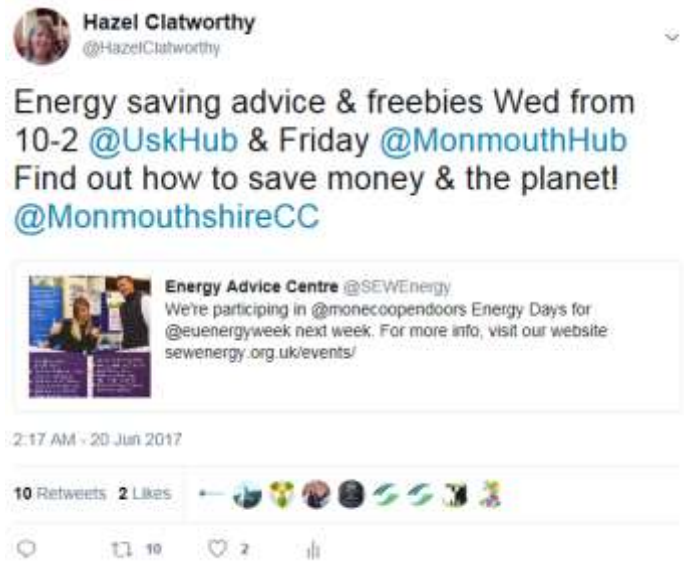 Hazel Clatworthy
@HazelClatworthy
Energy saving advice & freebies Wed from
10-2 @UskHub & Friday @MonmouthHub
Find out how to save money & the planet!
@MonmouthshireCC
Energy Advice Centre @SEWEnergy
We're participing in @monecoopendoors Energy Days for
@euenergyweek next week. For more info, visit our website
sewenergy.org.uk/events/
2:17 AM - 20 Jun 2017
10 Retweets 2 Likes
10 2